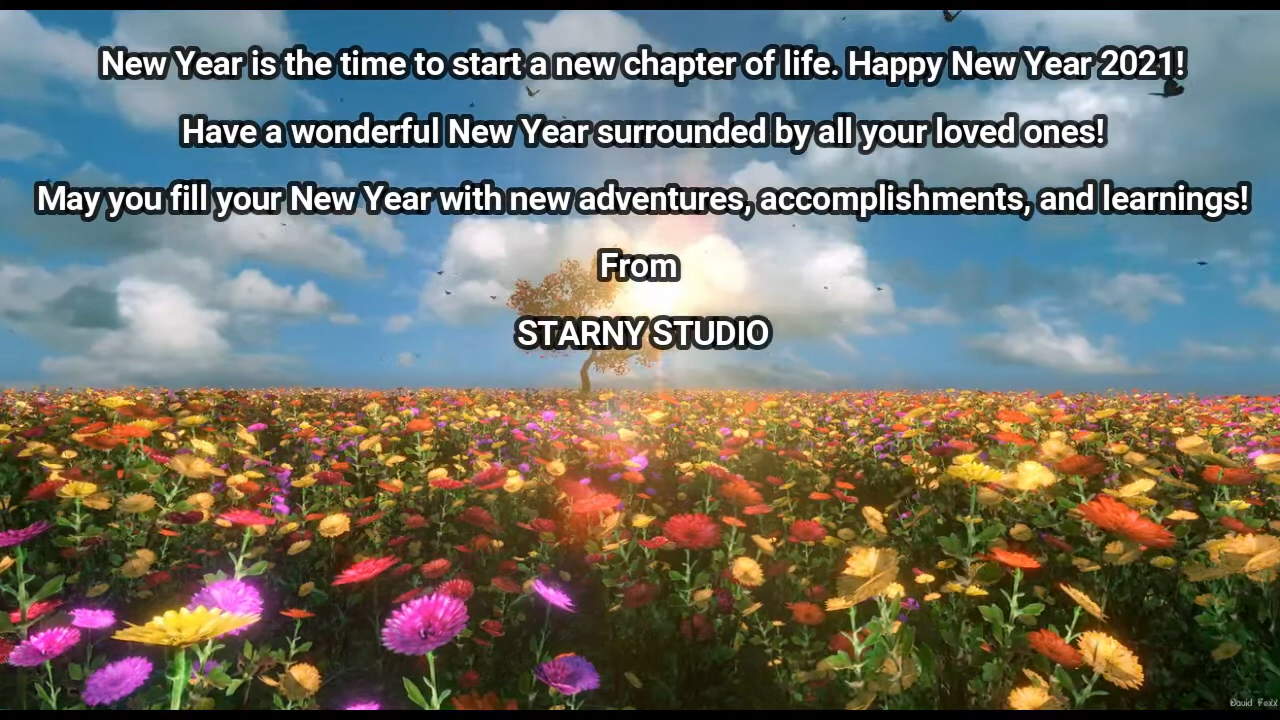 New Year is the time to start a new chapter of life. Happy New Year 2021!
Have a wonderful New Year surrounded by all your loved ones!
May you fill your New Year with new adventures, accomplishments, and learnings!
From
STARNY STUDIO
David Foxx